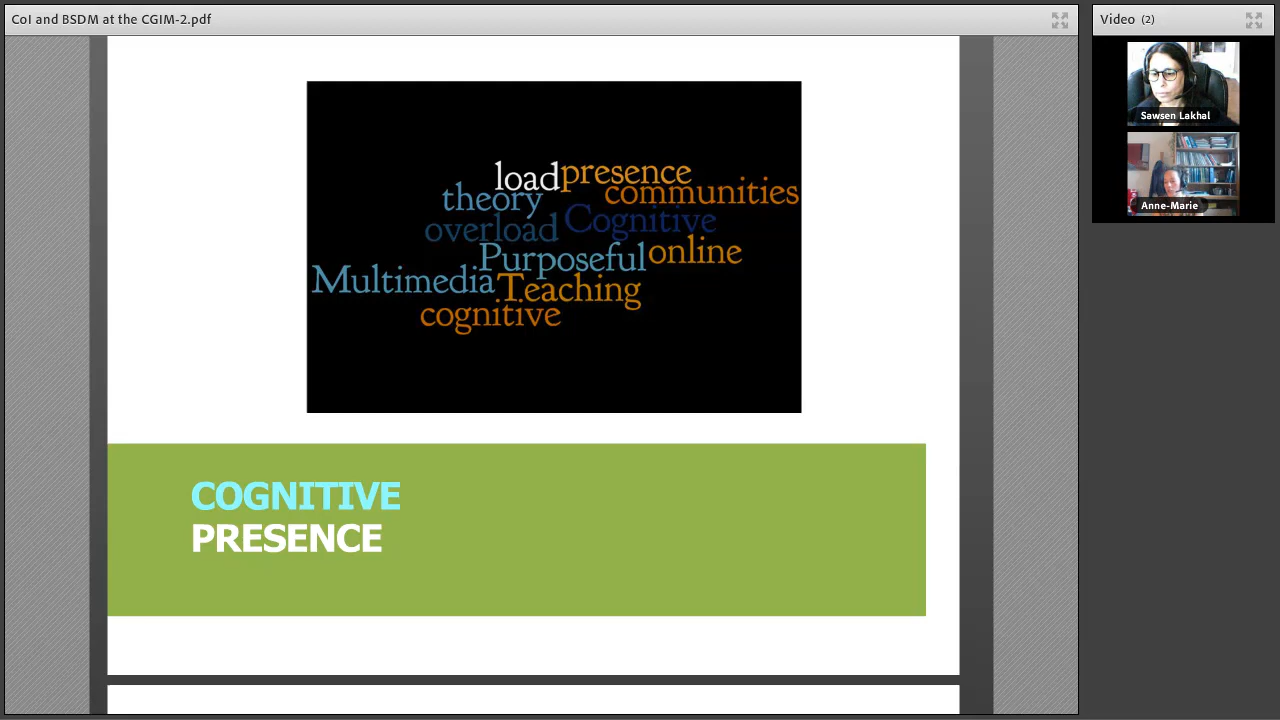 CoI and BSDM at the CGIM-2.pdf
Video (2)
Sawsen Lakhal
Anne-Marie
load presence
theory communities
overload Cognitive
Purposeful online
Multimedia Teaching
cognitive
COGNITIVE
PRESENCE